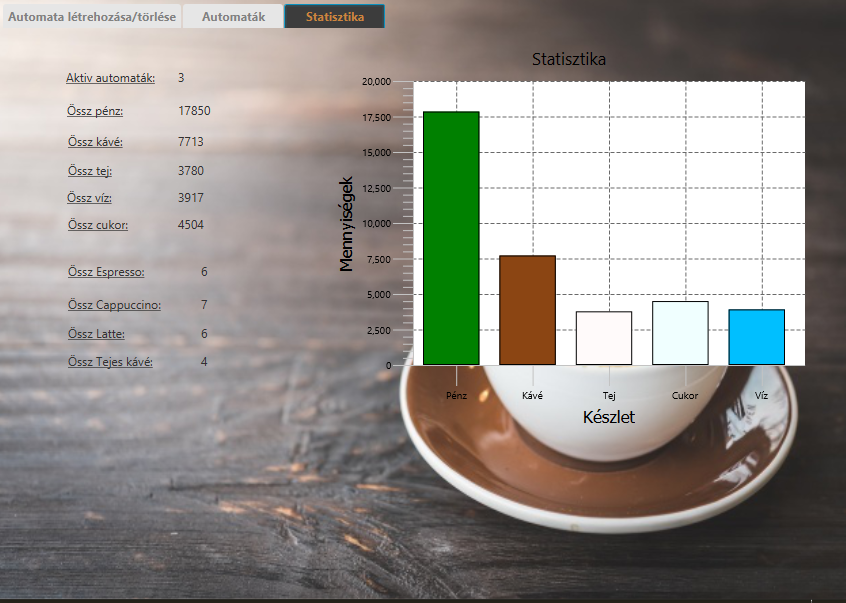 Automata létrehozása/törlése Automaták Statisztika
Aktiv automaták: 3
Össz pénz: 17850
Össz kávé: 7713
Össz tej: 3780
Össz víz: 3917
Össz cukor: 4504
Össz Espresso: 6
Össz Cappuccino: 7
Össz Latte: 6
Össz Tejes kávé: 4
Statisztika
Mennyiségek
20,000
17,500
15,000
12,500
10,000
7,500
5,000
2,500
0
Pénz Kávé Tej Cukor Víz
Készlet